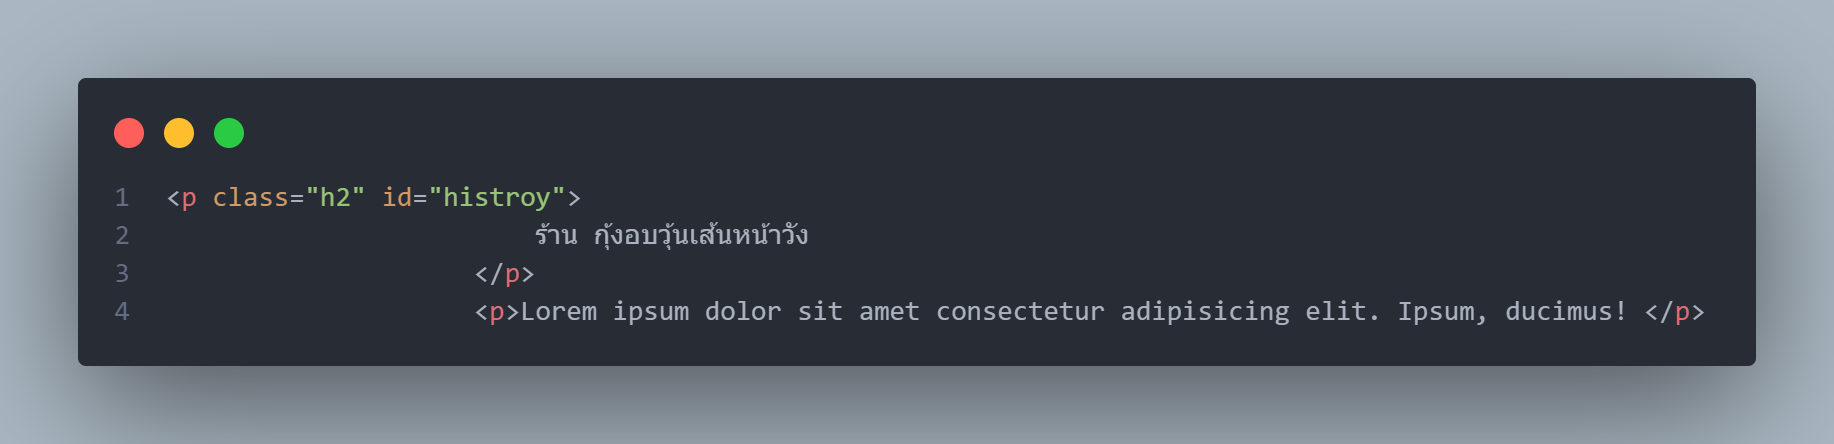 1 <p class="h2" id="histroy">
2 ร้าน กุ้งอบวุ้นเส้นหน้าวัง
3 </p>
4 <p>Lorem ipsum dolor sit amet consectetur adipisicing elit. Ipsum, ducimus! </p>